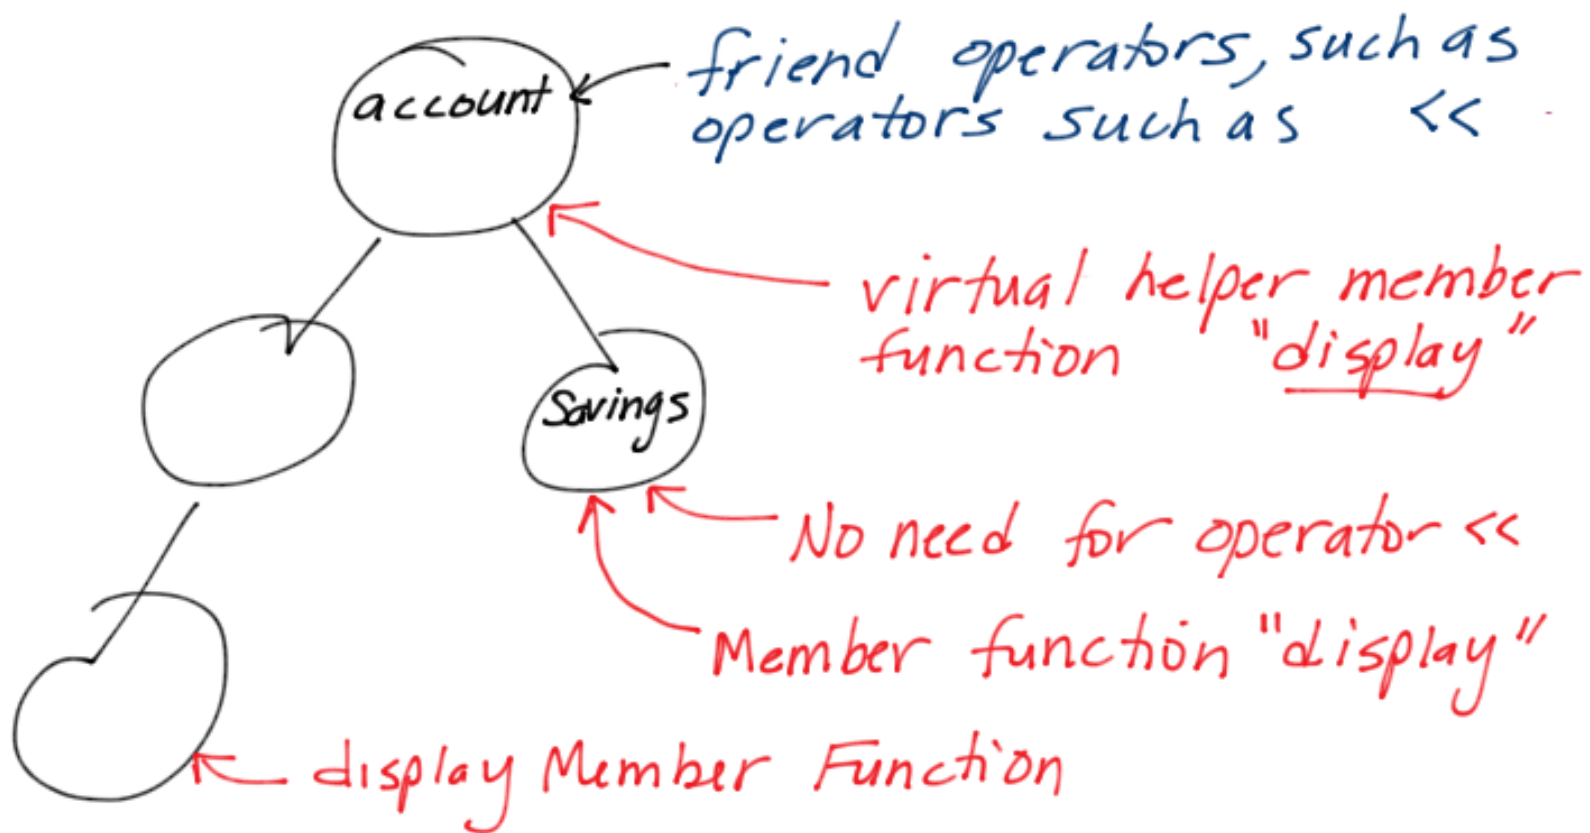 account
friend operators, such as
operators such as <<
virtual helper member
function "display"
Savings
No need for operator <<
Member function "display"
display Member Function